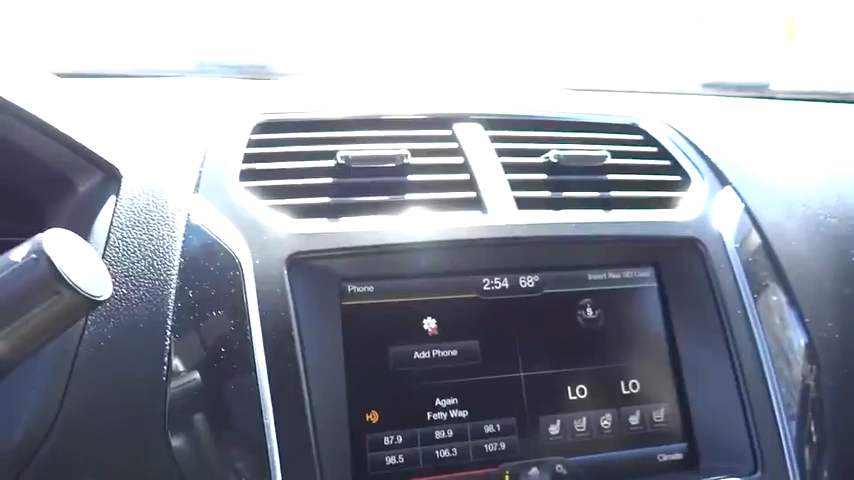 Phone 2:54 68° Insert Nav SD Card
S
Add Phone
LO LO
Again
Fetty Wap
87.9 89.9 98.1
98.5 106.3 107.9
Climate